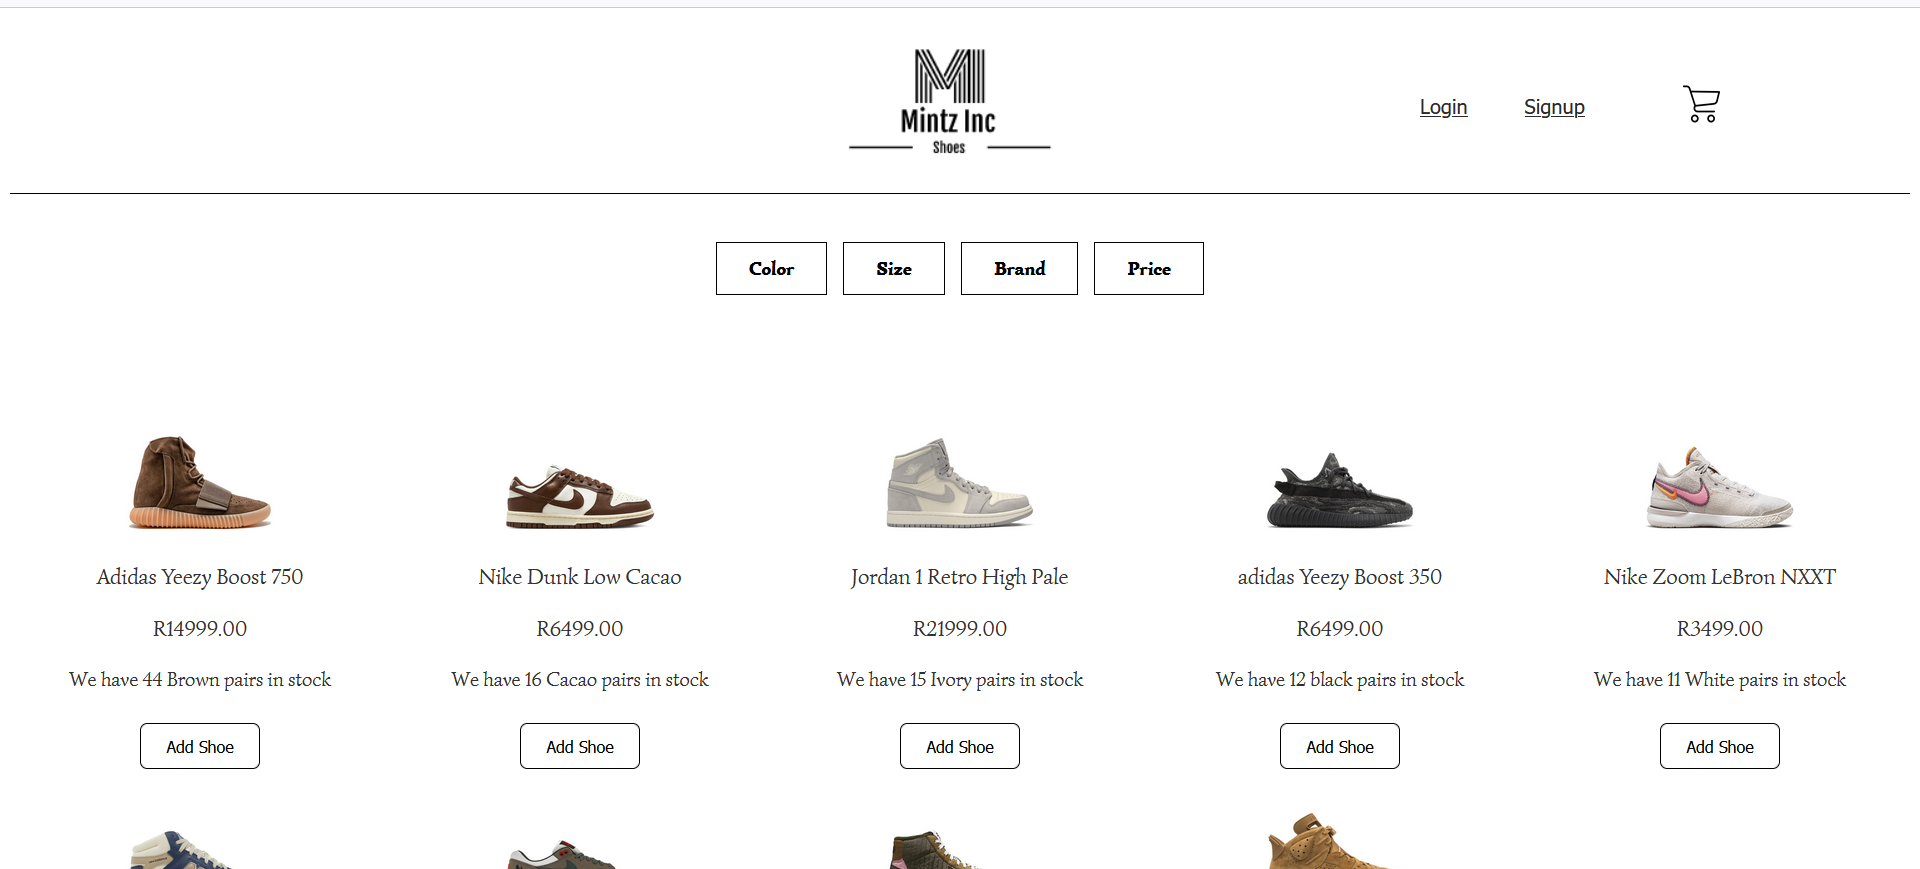 Mintz Inc
Shoes
Login Signup
Color Size Brand Price
Adidas Yeezy Boost 750
R14999.00
We have 44 Brown pairs in stock
Add Shoe
Nike Dunk Low Cacao
R6499.00
We have 16 Cacao pairs in stock
Add Shoe
Jordan 1 Retro High Pale
R21999.00
We have 15 Ivory pairs in stock
Add Shoe
adidas Yeezy Boost 350
R6499.00
We have 12 black pairs in stock
Add Shoe
Nike Zoom LeBron NXXT
R3499.00
We have 11 White pairs in stock
Add Shoe